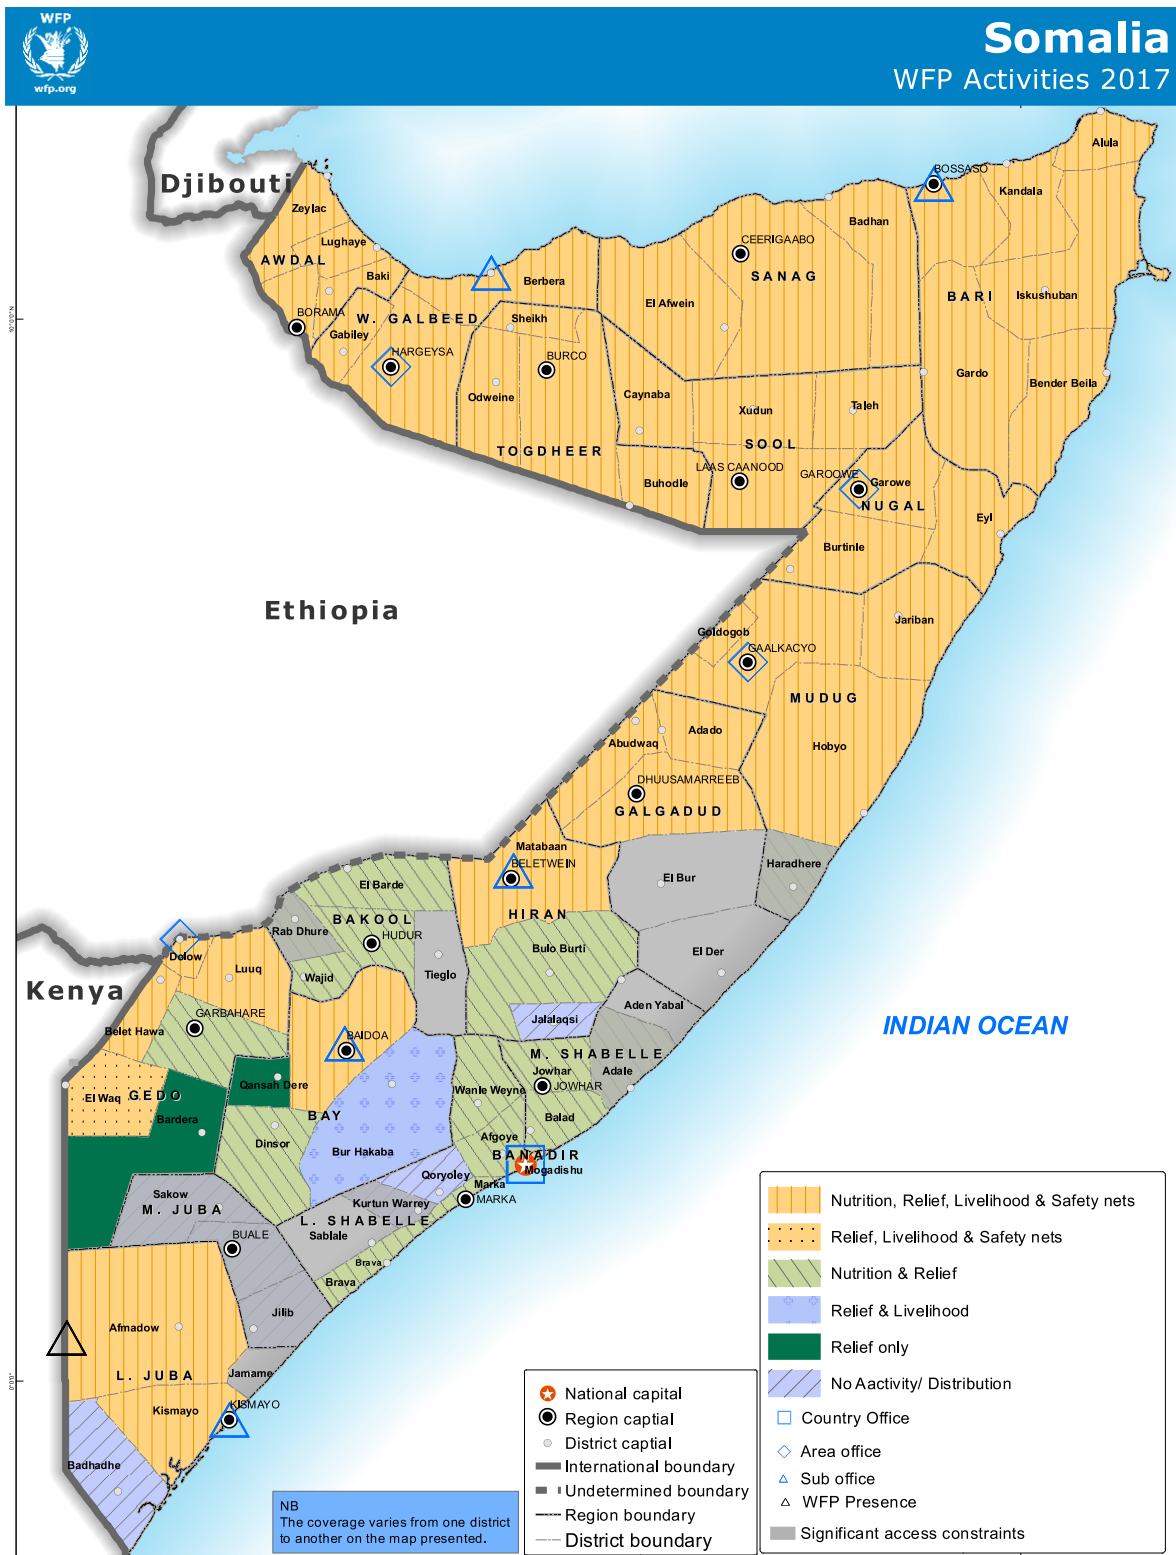 WFP
wfp.org
Somalia
WFP Activities 2017
Djibouti
Zeylac
Lughaye
AWDAL
Baki
BORAMA
Gabiley
W. GALBEED
HARGEYSA
Berbera
Sheikh
BURCO
Odweine
TOGDHEER
Buhodle
CEERIGAABO
SANAG
Badhan
El Afwein
Caynaba
Xudun
Taleh
SOOL
LAAS CAANOOD
BOSSASO
Alula
Kandala
BARI
Iskushuban
Gardo
Bender Beila
GAROOWE
Garowe
NUGAL
Eyl
Burtinle
10°0'0"N
Ethiopia
Jariban
Goldogob
GAALKACYO
MUDUG
Hobyo
Abudwaq
Adado
DHUUSAMARREEB
GALGADUD
Matabaan
BELETWEIN
HIRAN
El Bur
Haradhere
El Der
Bulo Burti
Jalalaqsi
Aden Yabal
El Barde
BAKOOL
HUDUR
Rab Dhure
Wajid
Tieglo
Kenya
Dolow
Luuq
Belet Hawa
GARBAHARE
El Waq
GEDO
Bardera
Qansah Dere
BAIDOA
BAY
Dinsor
Bur Hakaba
M. SHABELLE
Jowhar
JOWHAR
Adale
Wanle Weyne
Balad
Afgoye
BANADIR
Mogadishu
Qoryoley
Marka
MARKA
Kurtun Warrey
L. SHABELLE
Sablale
Brava
Brava
Sakow
M. JUBA
BUALE
Jilib
Afmadow
L. JUBA
Jamame
Kismayo
KISMAYO
Badhadhe
0°0'0"
INDIAN OCEAN
NB
The coverage varies from one district
to another on the map presented.
National capital
Region captial
District captial
International boundary
Undetermined boundary
Region boundary
District boundary
Nutrition, Relief, Livelihood & Safety nets
Relief, Livelihood & Safety nets
Nutrition & Relief
Relief & Livelihood
Relief only
No Aactivity/ Distribution
Country Office
Area office
Sub office
WFP Presence
Significant access constraints